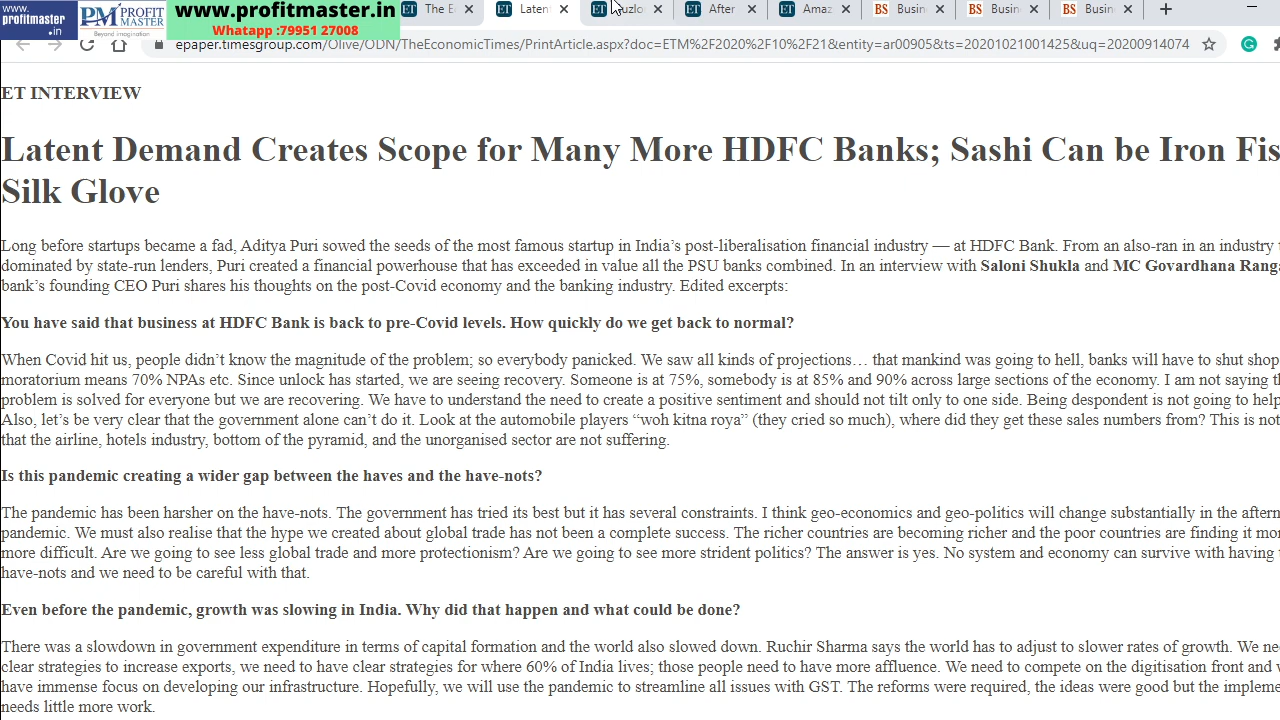 www.
profitmaster
.in
PROFIT
MASTER
Beyond imagination
www.profitmaster.in
Whatapp :79951 27008
ET The E
ET Laten
ET
ET After
ET Amaz
BS Busin
BS Busin
BS Busin
epaper.timesgroup.com/Olive/ODN/TheEconomicTimes/PrintArticle.aspx?doc=ETM%2F2020%2F10%2F21&entity=ar00905&ts=20201021001425&uq=20200914074
ET INTERVIEW
Latent Demand Creates Scope for Many More HDFC Banks; Sashi Can be Iron Fis
Silk Glove
Long before startups became a fad, Aditya Puri sowed the seeds of the most famous startup in India’s post-liberalisation financial industry — at HDFC Bank. From an also-ran in an industry t
dominated by state-run lenders, Puri created a financial powerhouse that has exceeded in value all the PSU banks combined. In an interview with Saloni Shukla and MC Govardhana Ranga
bank’s founding CEO Puri shares his thoughts on the post-Covid economy and the banking industry. Edited excerpts:
You have said that business at HDFC Bank is back to pre-Covid levels. How quickly do we get back to normal?
When Covid hit us, people didn’t know the magnitude of the problem; so everybody panicked. We saw all kinds of projections… that mankind was going to hell, banks will have to shut shop
moratorium means 70% NPAs etc. Since unlock has started, we are seeing recovery. Someone is at 75%, somebody is at 85% and 90% across large sections of the economy. I am not saying th
problem is solved for everyone but we are recovering. We have to understand the need to create a positive sentiment and should not tilt only to one side. Being despondent is not going to help
Also, let’s be very clear that the government alone can’t do it. Look at the automobile players “woh kitna roya” (they cried so much), where did they get these sales numbers from? This is not
that the airline, hotels industry, bottom of the pyramid, and the unorganised sector are not suffering.
Is this pandemic creating a wider gap between the haves and the have-nots?
The pandemic has been harsher on the have-nots. The government has tried its best but it has several constraints. I think geo-economics and geo-politics will change substantially in the aftern
pandemic. We must also realise that the hype we created about global trade has not been a complete success. The richer countries are becoming richer and the poor countries are finding it mo
more difficult. Are we going to see less global trade and more protectionism? Are we going to see more strident politics? The answer is yes. No system and economy can survive with having t
have-nots and we need to be careful with that.
Even before the pandemic, growth was slowing in India. Why did that happen and what could be done?
There was a slowdown in government expenditure in terms of capital formation and the world also slowed down. Ruchir Sharma says the world has to adjust to slower rates of growth. We ne
clear strategies to increase exports, we need to have clear strategies for where 60% of India lives; those people need to have more affluence. We need to compete on the digitisation front and w
have immense focus on developing our infrastructure. Hopefully, we will use the pandemic to streamline all issues with GST. The reforms were required, the ideas were good but the impleme
needs little more work.